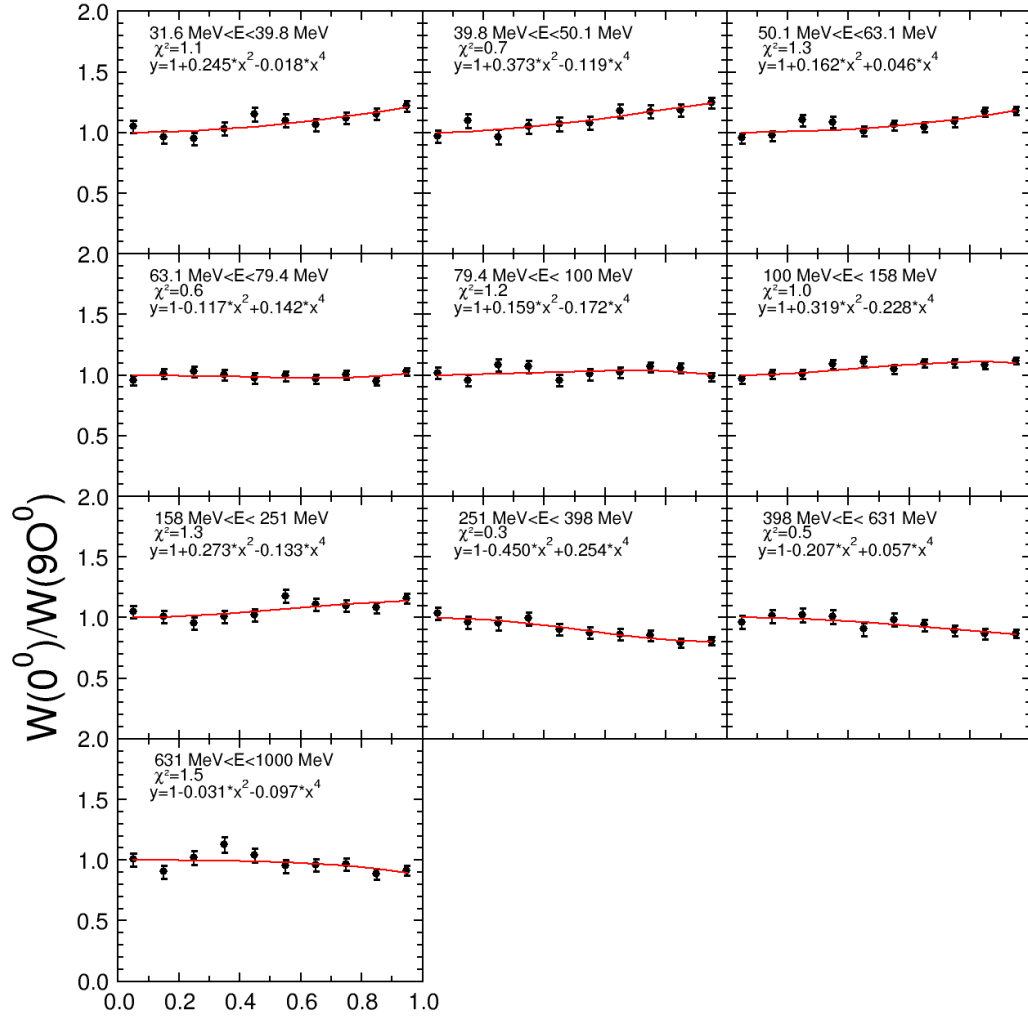 2.0
31.6 MeV<E<39.8 MeV
χ²=1.1
y=1+0.245*x²-0.018*x⁴
39.8 MeV<E<50.1 MeV
χ²=0.7
y=1+0.373*x²-0.119*x⁴
50.1 MeV<E<63.1 MeV
χ²=1.3
y=1+0.162*x²+0.046*x⁴
1.5
1.0
0.5
2.0
63.1 MeV<E<79.4 MeV
χ²=0.6
y=1-0.117*x²+0.142*x⁴
79.4 MeV<E< 100 MeV
χ²=1.2
y=1+0.159*x²-0.172*x⁴
100 MeV<E< 158 MeV
χ²=1.0
y=1+0.319*x²-0.228*x⁴
1.5
1.0
0.5
2.0
158 MeV<E< 251 MeV
χ²=1.3
y=1+0.273*x²-0.133*x⁴
251 MeV<E< 398 MeV
χ²=0.3
y=1-0.450*x²+0.254*x⁴
398 MeV<E< 631 MeV
χ²=0.5
y=1-0.207*x²+0.057*x⁴
1.5
1.0
0.5
W(0⁰)/W(9O⁰)
2.0
631 MeV<E<1000 MeV
χ²=1.5
y=1-0.031*x²-0.097*x⁴
1.5
1.0
0.5
0.0
0.0 0.2 0.4 0.6 0.8 1.0